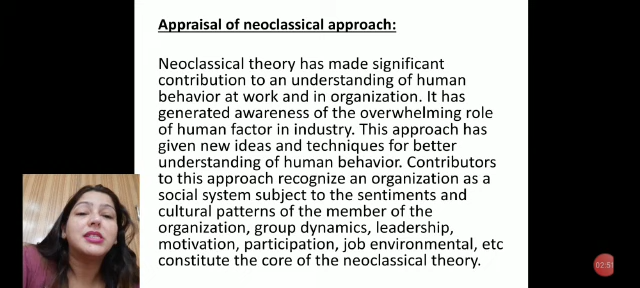 Appraisal of neoclassical approach:
Neoclassical theory has made significant
contribution to an understanding of human
behavior at work and in organization. It has
generated awareness of the overwhelming role
of human factor in industry. This approach has
given new ideas and techniques for better
understanding of human behavior. Contributors
to this approach recognize an organization as a
social system subject to the sentiments and
cultural patterns of the member of the
organization, group dynamics, leadership,
motivation, participation, job environmental, etc
constitute the core of the neoclassical theory.
02:51